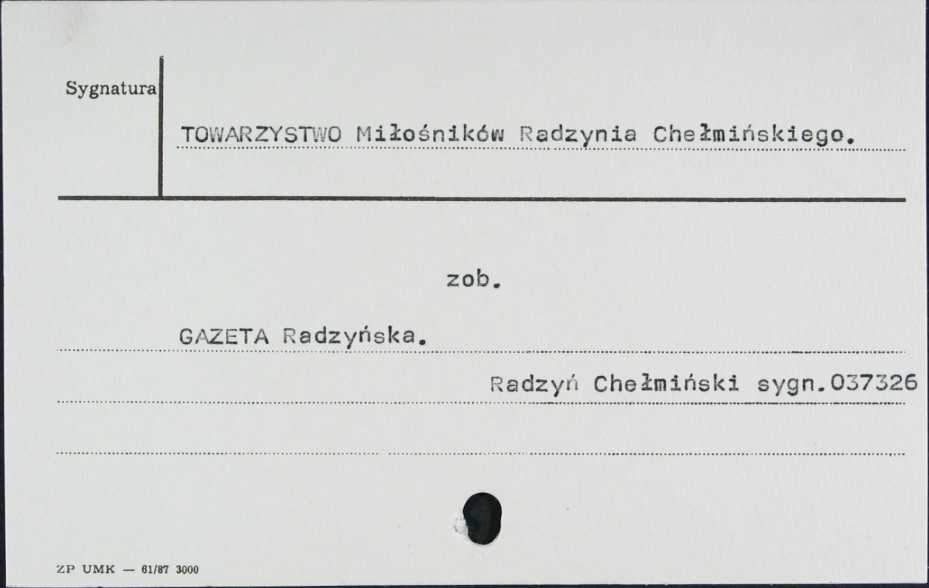 Sygnatura
TOWARZYSTWO Miłośników Radzynia Chełmińskiego.
zob.
GAZETA Radzyńska.
Radzyń Chełmiński sygn.037326
ZP UMK — 61/87 3000